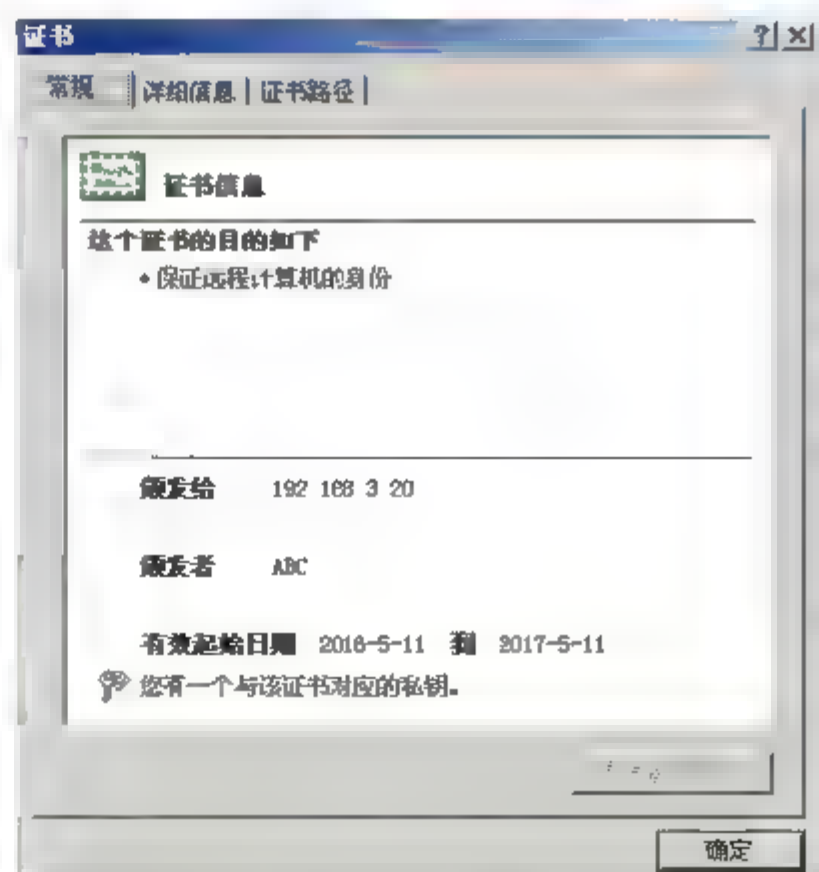 证书
常规 详细信息 证书路径
证书信息
这个证书的目的如下
• 保证远程计算机的身份
颁发给 192 168 3 20
颁发者 ABC
有效起始日期 2016-5-11 到 2017-5-11
您有一个与该证书对应的私钥。
确定